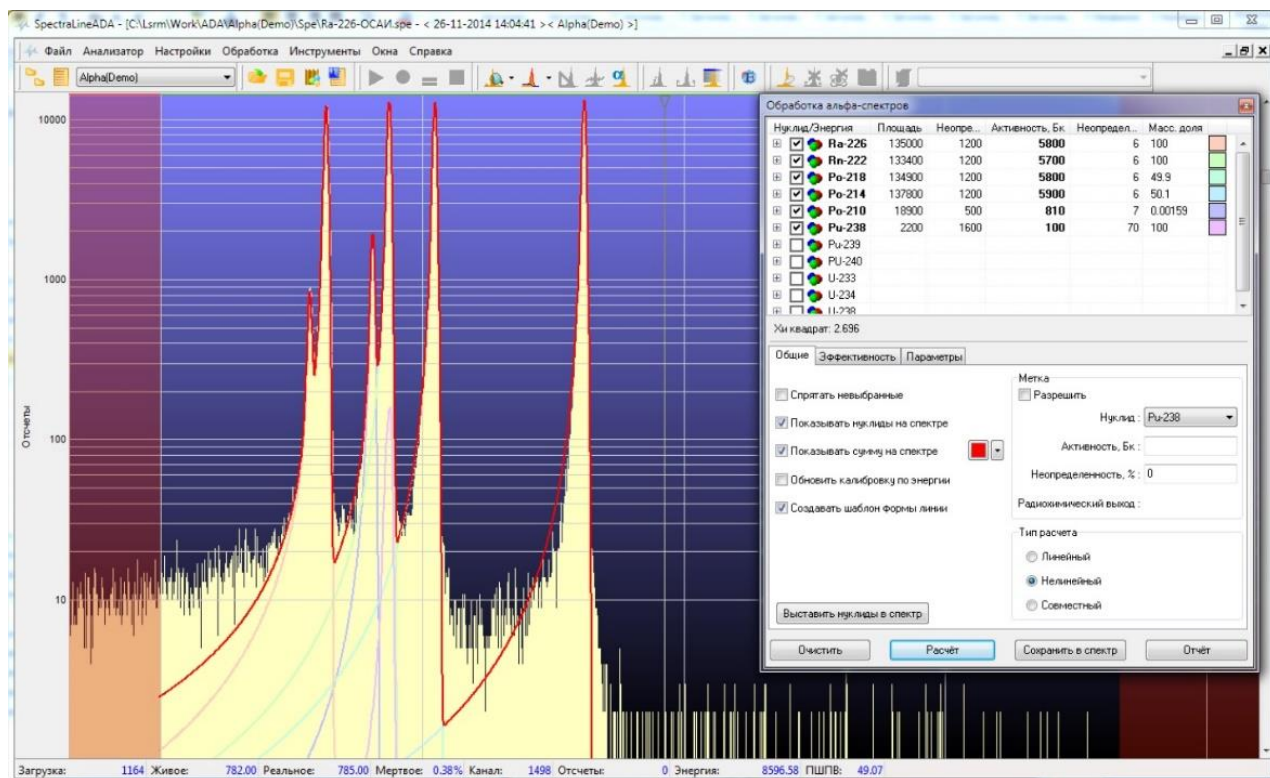 SpectraLineADA - [C:\Lsrm\Work\ADA\Alpha(Demo)\Spe\Ra-226-ОСАИ.spe - < 26-11-2014 14:04:41 >< Alpha(Demo) >]
Файл Анализатор Настройки Обработка Инструменты Окна Справка
Alpha(Demo)
10000
1000
100
10
Отсчеты
Обработка альфа-спектров
Нуклид/Энергия Площадь Неопре... Активность, Бк Неопредел... Масс. доля
Ra-226 135000 1200 5800 6 100
Rn-222 133400 1200 5700 6 100
Po-218 134900 1200 5800 6 49.9
Po-214 137800 1200 5900 6 50.1
Po-210 18900 500 810 7 0.00159
Pu-238 2200 1600 100 70 100
Pu-239
PU-240
U-233
U-234
U-238
Хи квадрат: 2.696
Общие Эффективность Параметры
Спрятать невыбранные
Показывать нуклиды на спектре
Показывать сумму на спектре
Обновить калибровку по энергии
Создавать шаблон формы линии
Выставить нуклиды в спектр
Метка
Разрешить
Нуклид : Pu-238
Активность, Бк :
Неопределенность, % : 0
Радиохимический выход :
Тип расчета
Линейный
Нелинейный
Совместный
Очистить Расчёт Сохранить в спектр Отчёт
Загрузка: 1164 Живое: 782.00 Реальное: 785.00 Мертвое: 0.38% Канал: 1498 Отсчеты: 0 Энергия: 8596.58 ПШПВ: 49.07